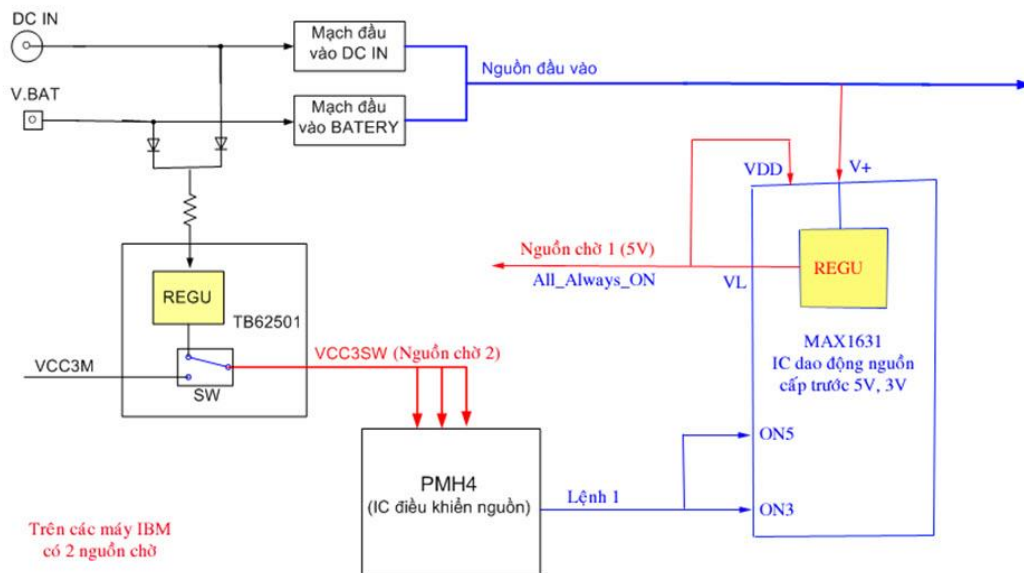 DC IN
Mạch đầu
vào DC IN
Nguồn đầu vào
V.BAT
Mạch đầu
vào BATERY
VDD
V+
Nguồn chờ 1 (5V)
All_Always_ON
VL
REGU
REGU
TB62501
MAX1631
IC dao động nguồn
cấp trước 5V, 3V
VCC3M
VCC3SW (Nguồn chờ 2)
SW
ON5
PMH4
(IC điều khiển nguồn)
Lệnh 1
ON3
Trên các máy IBM
có 2 nguồn chờ